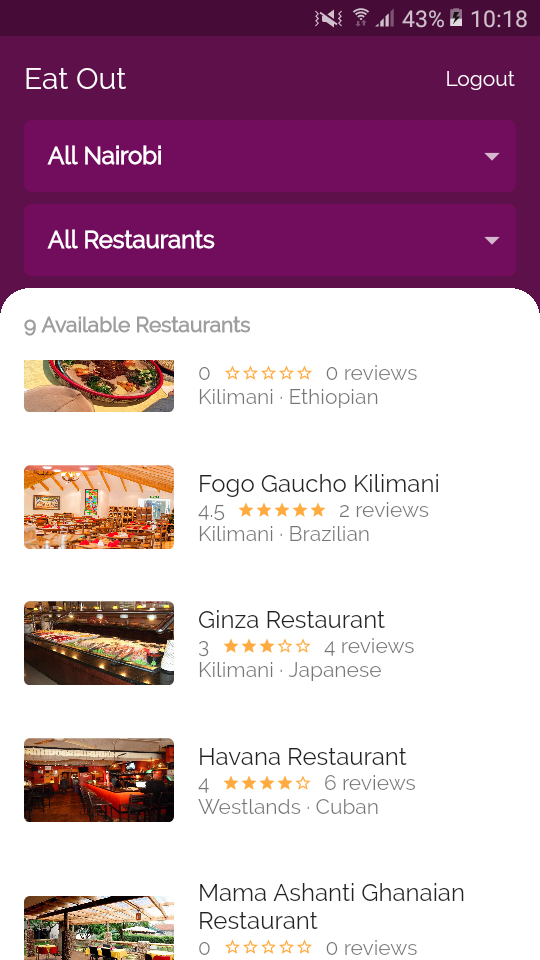 43% 10:18
Eat Out
Logout
All Nairobi
All Restaurants
9 Available Restaurants
0 0 reviews
Kilimani · Ethiopian
Fogo Gaucho Kilimani
4.5 2 reviews
Kilimani · Brazilian
Ginza Restaurant
3 4 reviews
Kilimani · Japanese
Havana Restaurant
4 6 reviews
Westlands · Cuban
Mama Ashanti Ghanaian
Restaurant
0 0 reviews